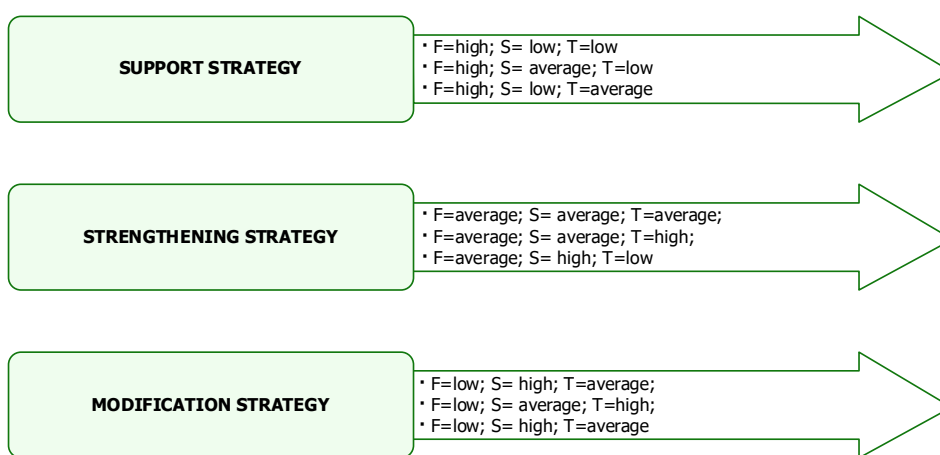 SUPPORT STRATEGY
· F=high; S= low; T=low
· F=high; S= average; T=low
· F=high; S= low; T=average
STRENGTHENING STRATEGY
· F=average; S= average; T=average;
· F=average; S= average; T=high;
· F=average; S= high; T=low
MODIFICATION STRATEGY
· F=low; S= high; T=average;
· F=low; S= average; T=high;
· F=low; S= high; T=average